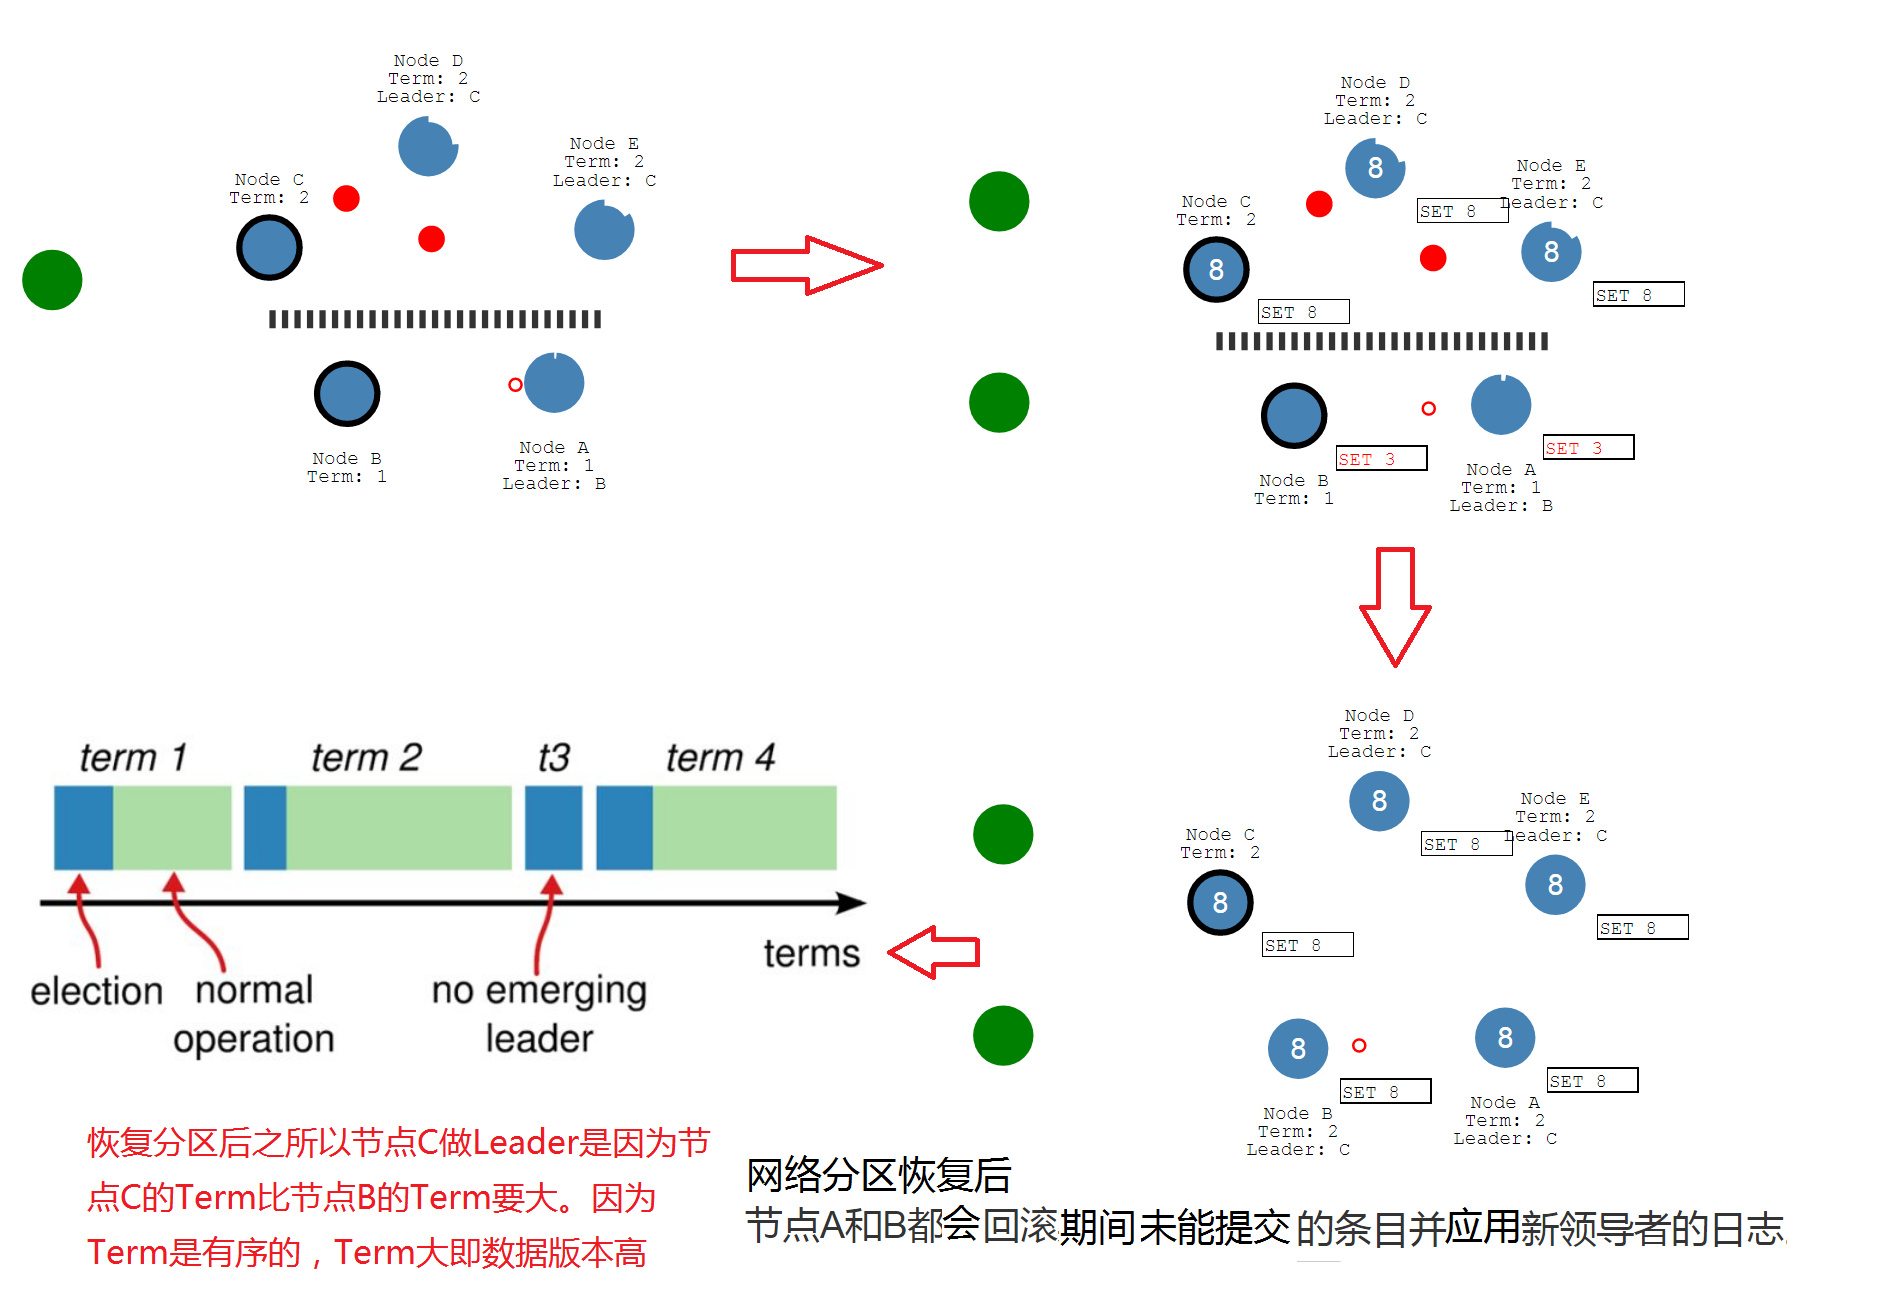 Node D
Term: 2
Leader: C
Node E
Term: 2
Leader: C
Node C
Term: 2
Node B
Term: 1
Node A
Term: 1
Leader: B
Node D
Term: 2
Leader: C
8
Node E
Term: 2
Leader: C
SET 8
8
SET 8
Node C
Term: 2
8
SET 8
SET 3
Node B
Term: 1
SET 3
Node A
Term: 1
Leader: B
Node D
Term: 2
Leader: C
8
SET 8
Node E
Term: 2
Leader: C
8
SET 8
Node C
Term: 2
8
SET 8
8
SET 8
Node B
Term: 2
Leader: C
8
SET 8
Node A
Term: 2
Leader: C
term 1
term 2
t3
term 4
terms
election
normal
operation
no emerging
leader
恢复分区后之所以节点C做Leader是因为节
点C的Term比节点B的Term要大。因为
Term是有序的，Term大即数据版本高
网络分区恢复后
节点A和B都会回滚期间未能提交的条目并应用新领导者的日志.